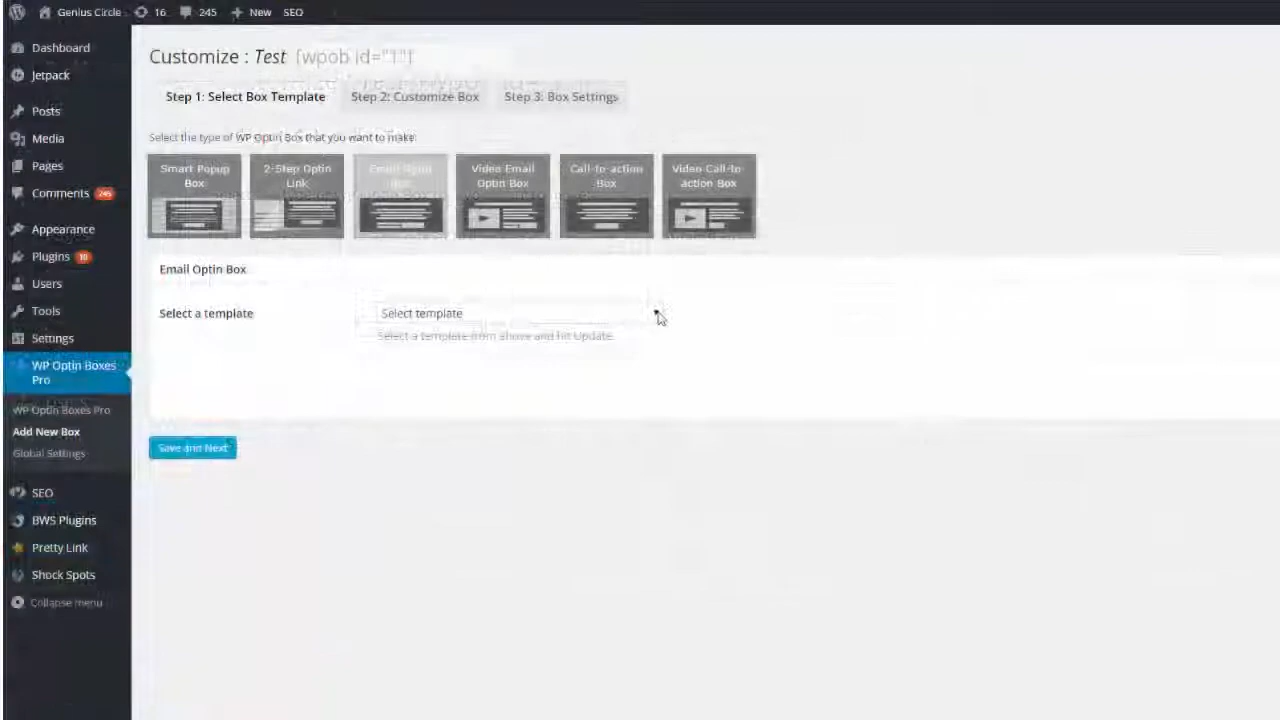 Genius Circle 16 245 New SEO
Dashboard
Jetpack
Posts
Media
Pages
Comments 245
Appearance
Plugins 10
Users
Tools
Settings
WP Optin Boxes
Pro
WP Optin Boxes Pro
Add New Box
Global Settings
SEO
BWS Plugins
Pretty Link
Shock Spots
Collapse menu
Customize : Test [wpob id="1"]
Step 1: Select Box Template Step 2: Customize Box Step 3: Box Settings
Select the type of WP Optin Box that you want to make:
Smart Popup
Box
2-Step Optin
Link
Email Optin
Box
Video Email
Optin Box
Call-to-action
Box
Video Call-to-
action Box
Email Optin Box
Select a template
Select template
Select a template from above and hit Update.
Save and Next